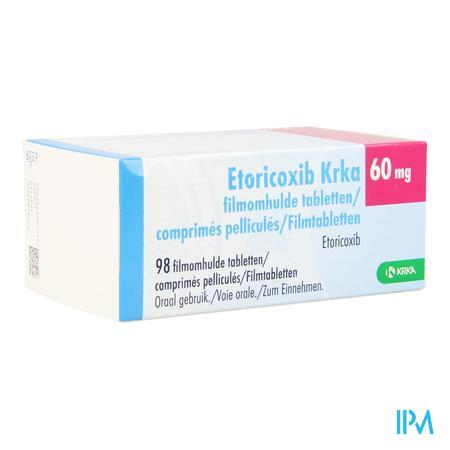 Etoricoxib Krka 60 mg
filmomhulde tabletten/
comprimés pelliculés/Filmtabletten
Etoricoxib
98 filmomhulde tabletten/
comprimés pelliculés/Filmtabletten
Oraal gebruik./Voie orale./Zum Einnehmen.
KRKA
IPM